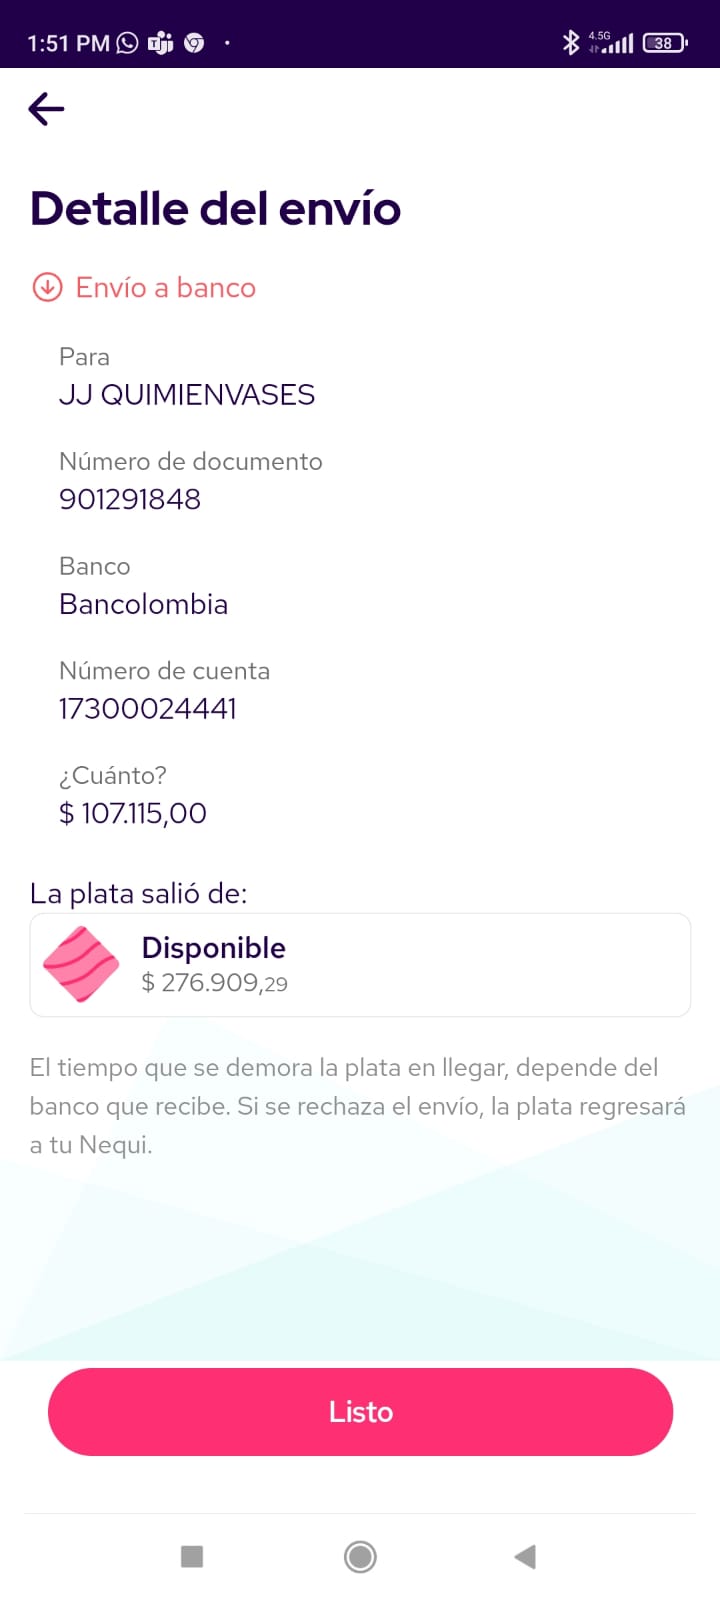 1:51 PM
4.5G
38
Detalle del envío
Envío a banco
Para
JJ QUIMIENVASES
Número de documento
901291848
Banco
Bancolombia
Número de cuenta
17300024441
¿Cuánto?
$ 107.115,00
La plata salió de:
Disponible
$ 276.909,29
El tiempo que se demora la plata en llegar, depende del
banco que recibe. Si se rechaza el envío, la plata regresará
a tu Nequi.
Listo